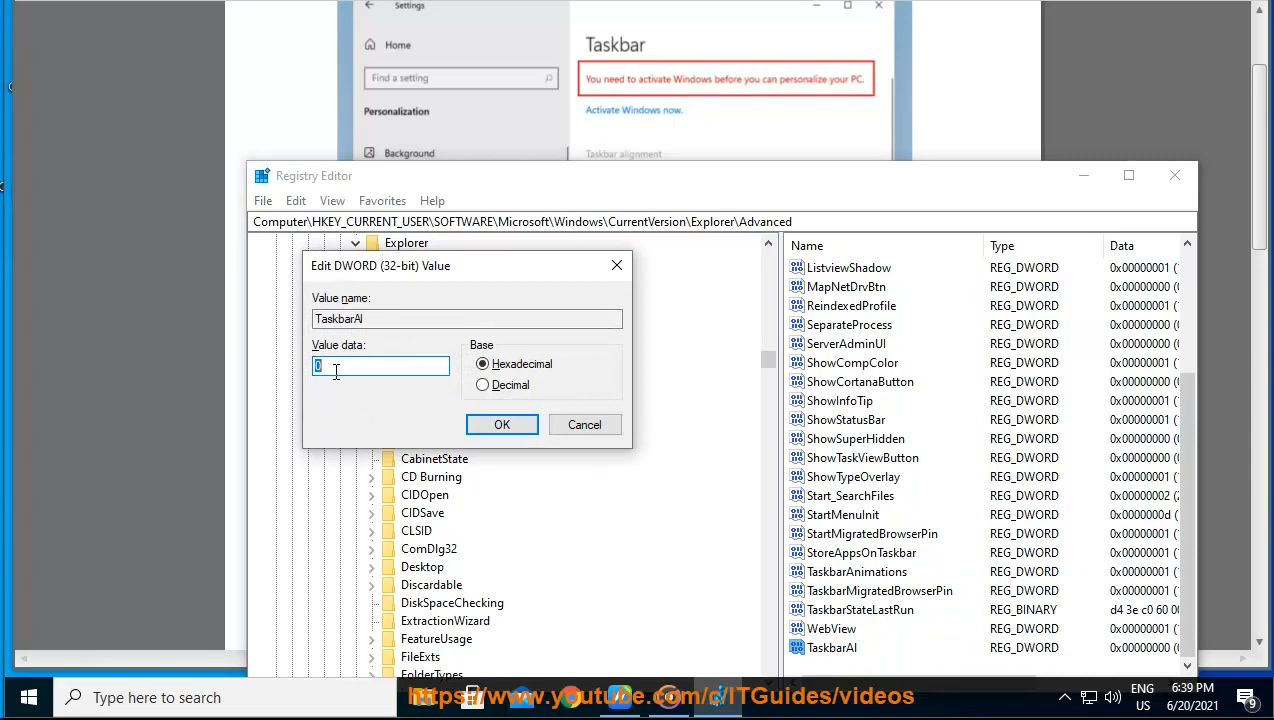 Settings
Home
Taskbar
Find a setting
You need to activate Windows before you can personalize your PC.
Personalization
Activate Windows now.
Background
Taskbar alignment
Registry Editor
File Edit View Favorites Help
Computer\HKEY_CURRENT_USER\SOFTWARE\Microsoft\Windows\CurrentVersion\Explorer\Advanced
Explorer
Edit DWORD (32-bit) Value
Value name:
TaskbarAl
Value data:
0
Base
Hexadecimal
Decimal
OK Cancel
CabinetState
CD Burning
CIDOpen
CIDSave
CLSID
ComDlg32
Desktop
Discardable
DiskSpaceChecking
ExtractionWizard
FeatureUsage
FileExts
FolderTypes
Name Type Data
ListviewShadow REG_DWORD 0x00000001 (
MapNetDrvBtn REG_DWORD 0x00000000 (
ReindexedProfile REG_DWORD 0x00000001 (
SeparateProcess REG_DWORD 0x00000000 (
ServerAdminUI REG_DWORD 0x00000000 (
ShowCompColor REG_DWORD 0x00000001 (
ShowCortanaButton REG_DWORD 0x00000000 (
ShowInfoTip REG_DWORD 0x00000001 (
ShowStatusBar REG_DWORD 0x00000001 (
ShowSuperHidden REG_DWORD 0x00000000 (
ShowTaskViewButton REG_DWORD 0x00000000 (
ShowTypeOverlay REG_DWORD 0x00000001 (
Start_SearchFiles REG_DWORD 0x00000002 (
StartMenuInit REG_DWORD 0x0000000d (
StartMigratedBrowserPin REG_DWORD 0x00000001 (
StoreAppsOnTaskbar REG_DWORD 0x00000001 (
TaskbarAnimations REG_DWORD 0x00000001 (
TaskbarMigratedBrowserPin REG_DWORD 0x00000001 (
TaskbarStateLastRun REG_BINARY d4 3e c0 60 00
WebView REG_DWORD 0x00000001 (
TaskbarAl REG_DWORD 0x00000000 (
Type here to search
https://www.youtube.com/c/ITGuides/videos
ENG
US
6:39 PM
6/20/2021
9